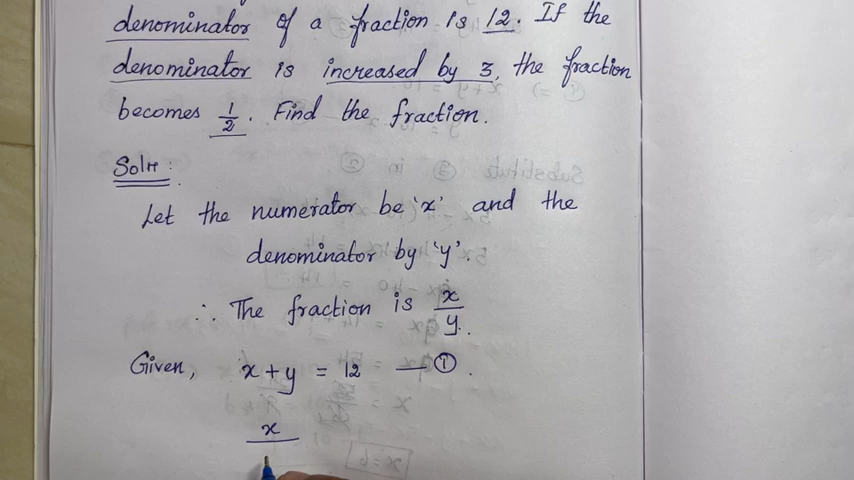 denominator of a fraction is 12. If the
denominator is increased by 3, the fraction
becomes 1/2. Find the fraction.
Soln:
Let the numerator be 'x' and the
denominator by 'y'.
∴ The fraction is x/y.
Given, x+y = 12 — ①.
x